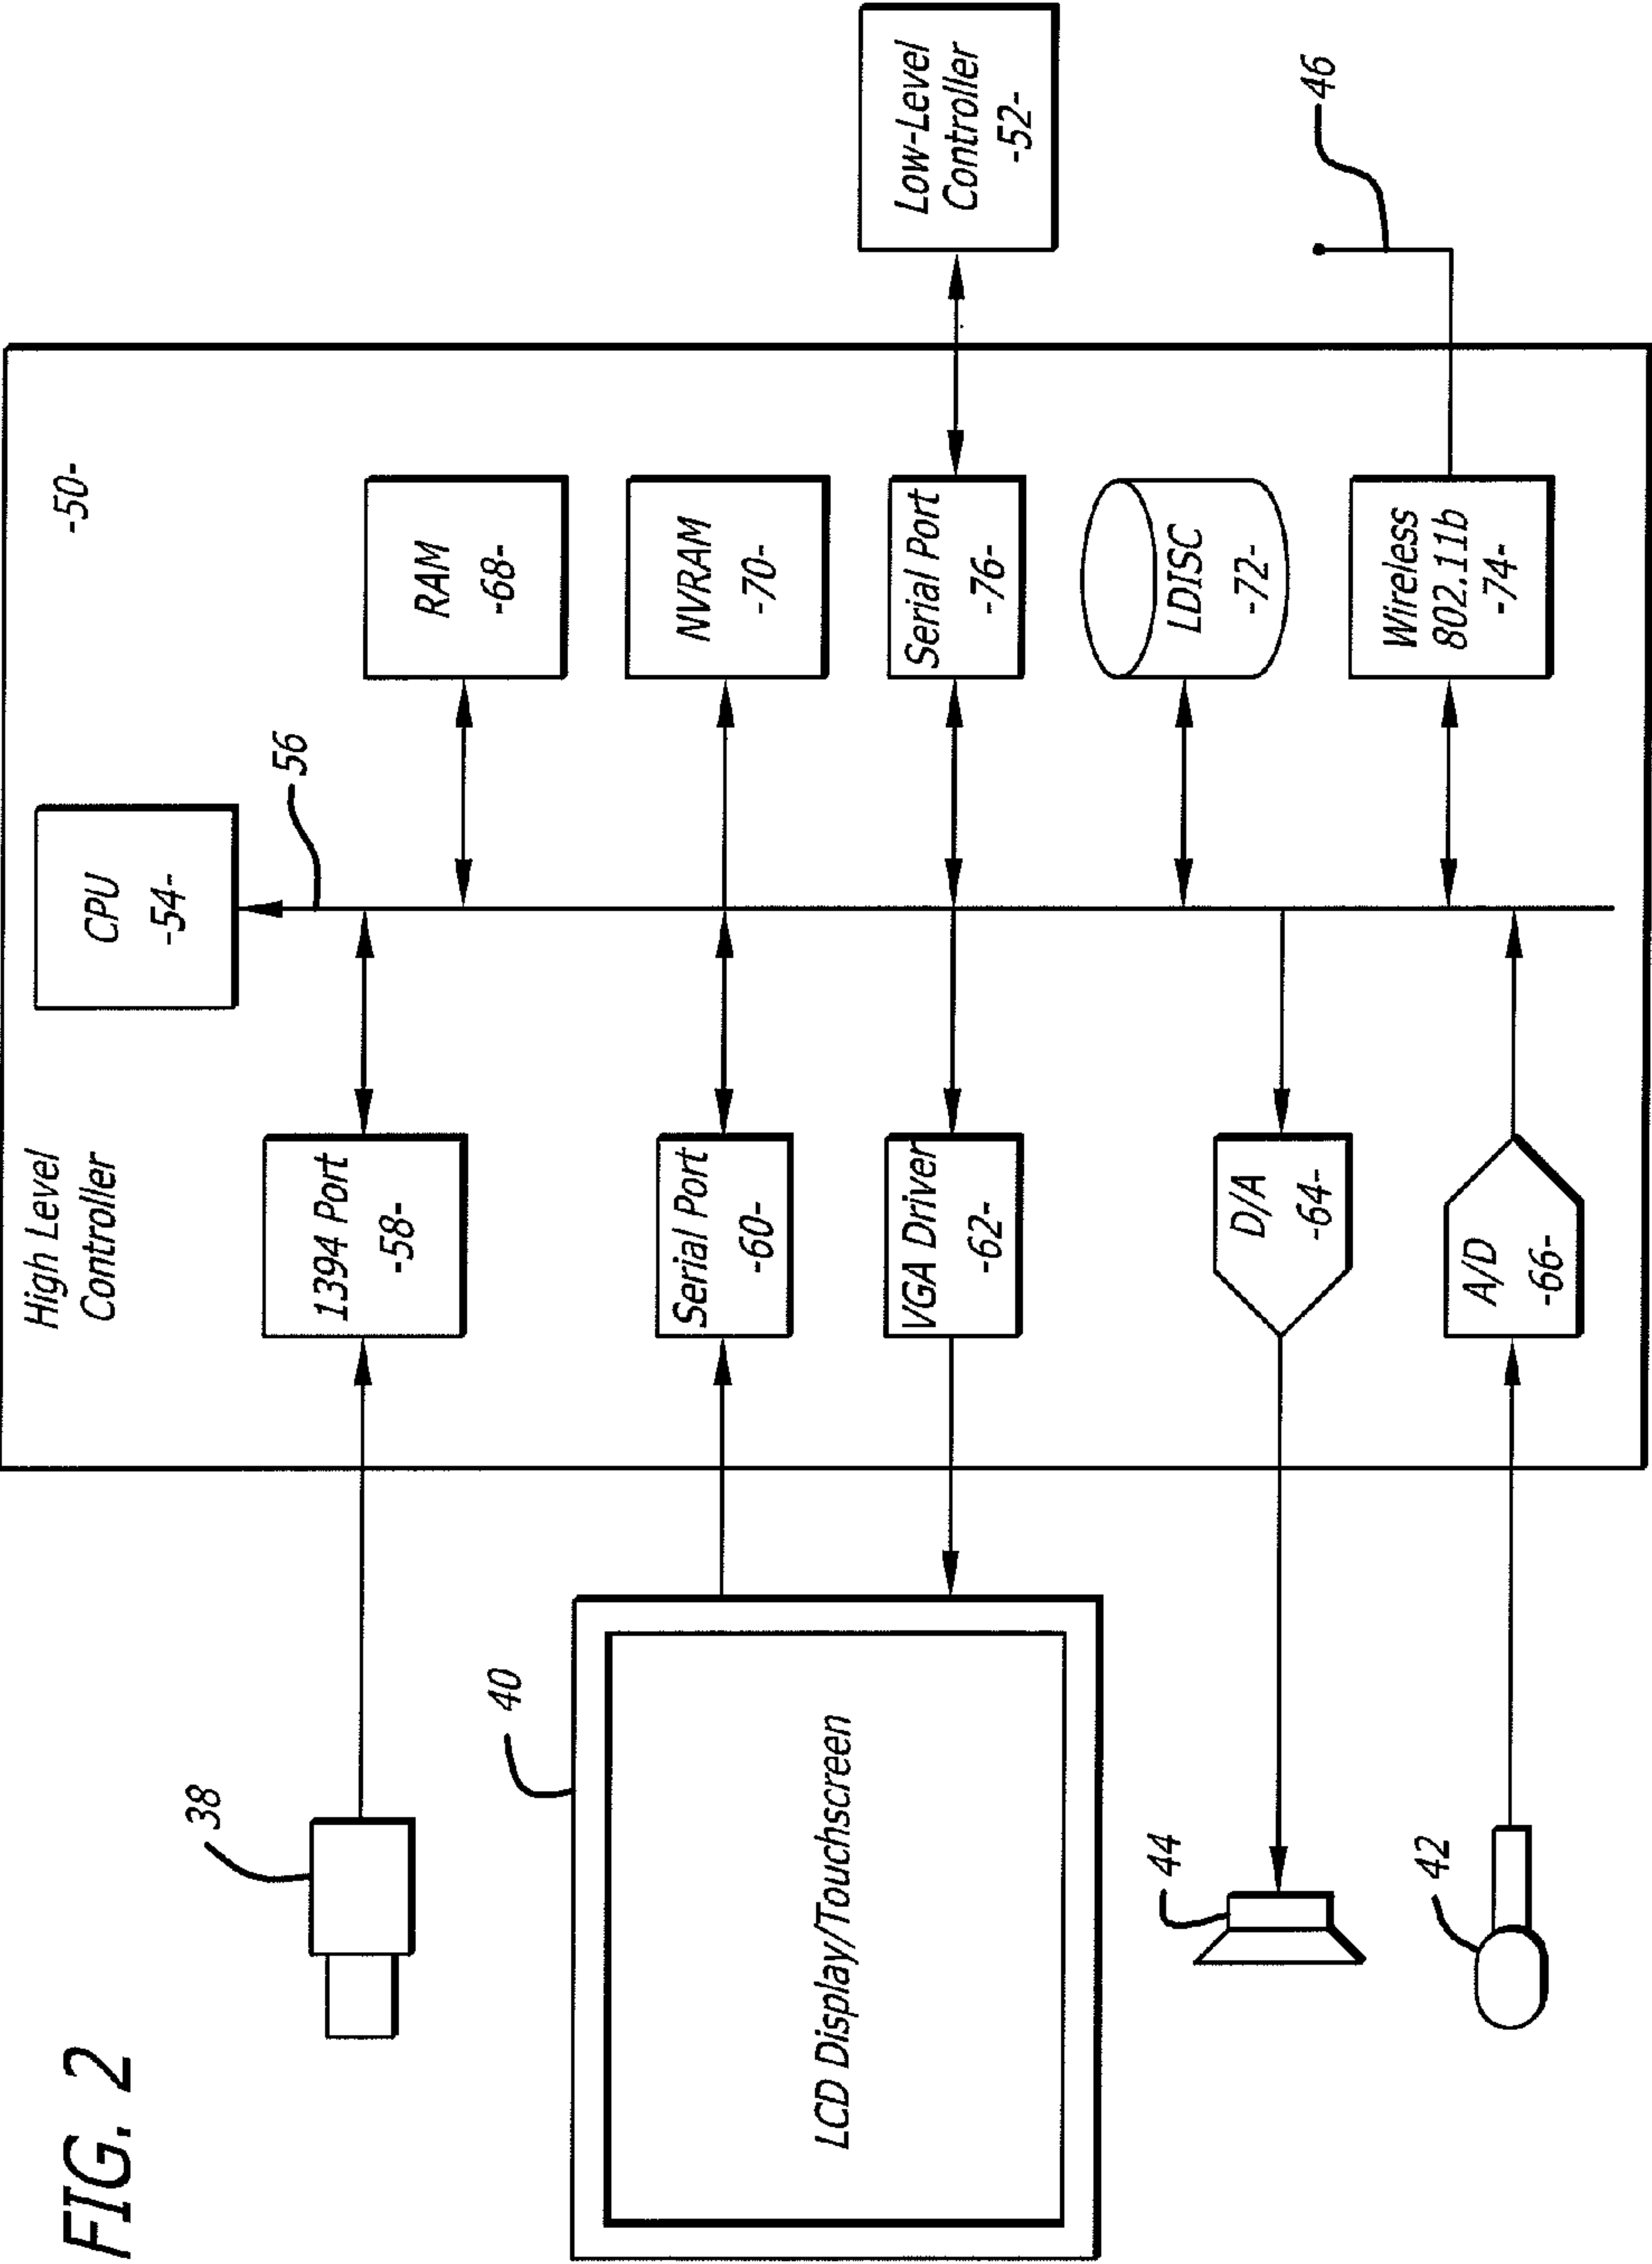 FIG. 2
High Level
Controller
-50-
CPU
-54-
56
38
1394 Port
-58-
RAM
-68-
40
LCD Display/Touchscreen
Serial Port
-60-
NVRAM
-70-
VGA Driver
-62-
Serial Port
-76-
Low-Level
Controller
-52-
44
D/A
-64-
LDISC
-72-
42
A/D
-66-
Wireless
802.11b
-74-
46